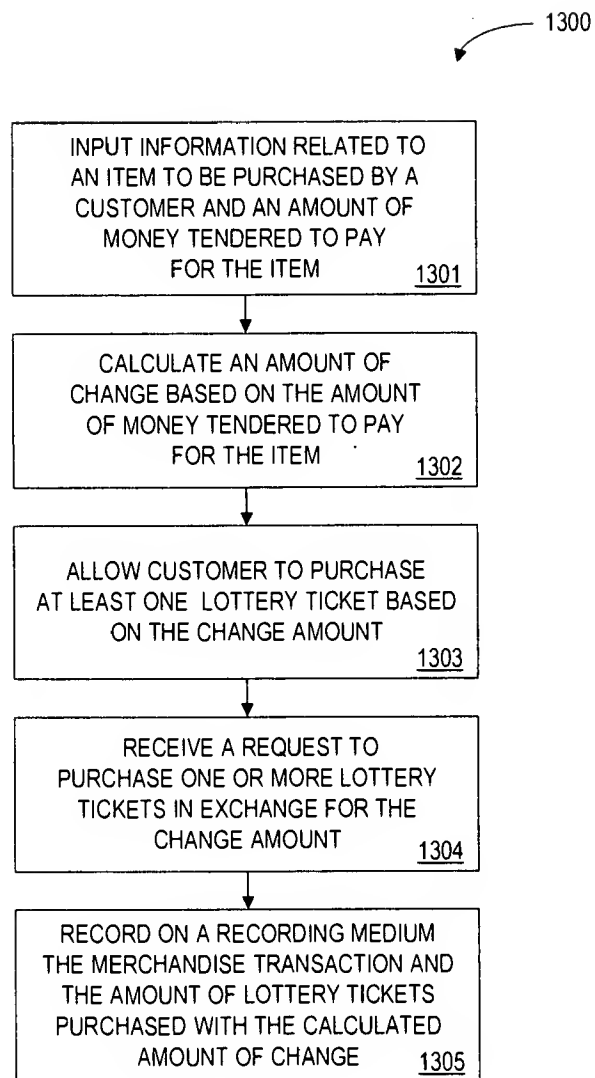 1300
INPUT INFORMATION RELATED TO
AN ITEM TO BE PURCHASED BY A
CUSTOMER AND AN AMOUNT OF
MONEY TENDERED TO PAY
FOR THE ITEM
1301
CALCULATE AN AMOUNT OF
CHANGE BASED ON THE AMOUNT
OF MONEY TENDERED TO PAY
FOR THE ITEM
1302
ALLOW CUSTOMER TO PURCHASE
AT LEAST ONE LOTTERY TICKET BASED
ON THE CHANGE AMOUNT
1303
RECEIVE A REQUEST TO
PURCHASE ONE OR MORE LOTTERY
TICKETS IN EXCHANGE FOR THE
CHANGE AMOUNT
1304
RECORD ON A RECORDING MEDIUM
THE MERCHANDISE TRANSACTION AND
THE AMOUNT OF LOTTERY TICKETS
PURCHASED WITH THE CALCULATED
AMOUNT OF CHANGE
1305